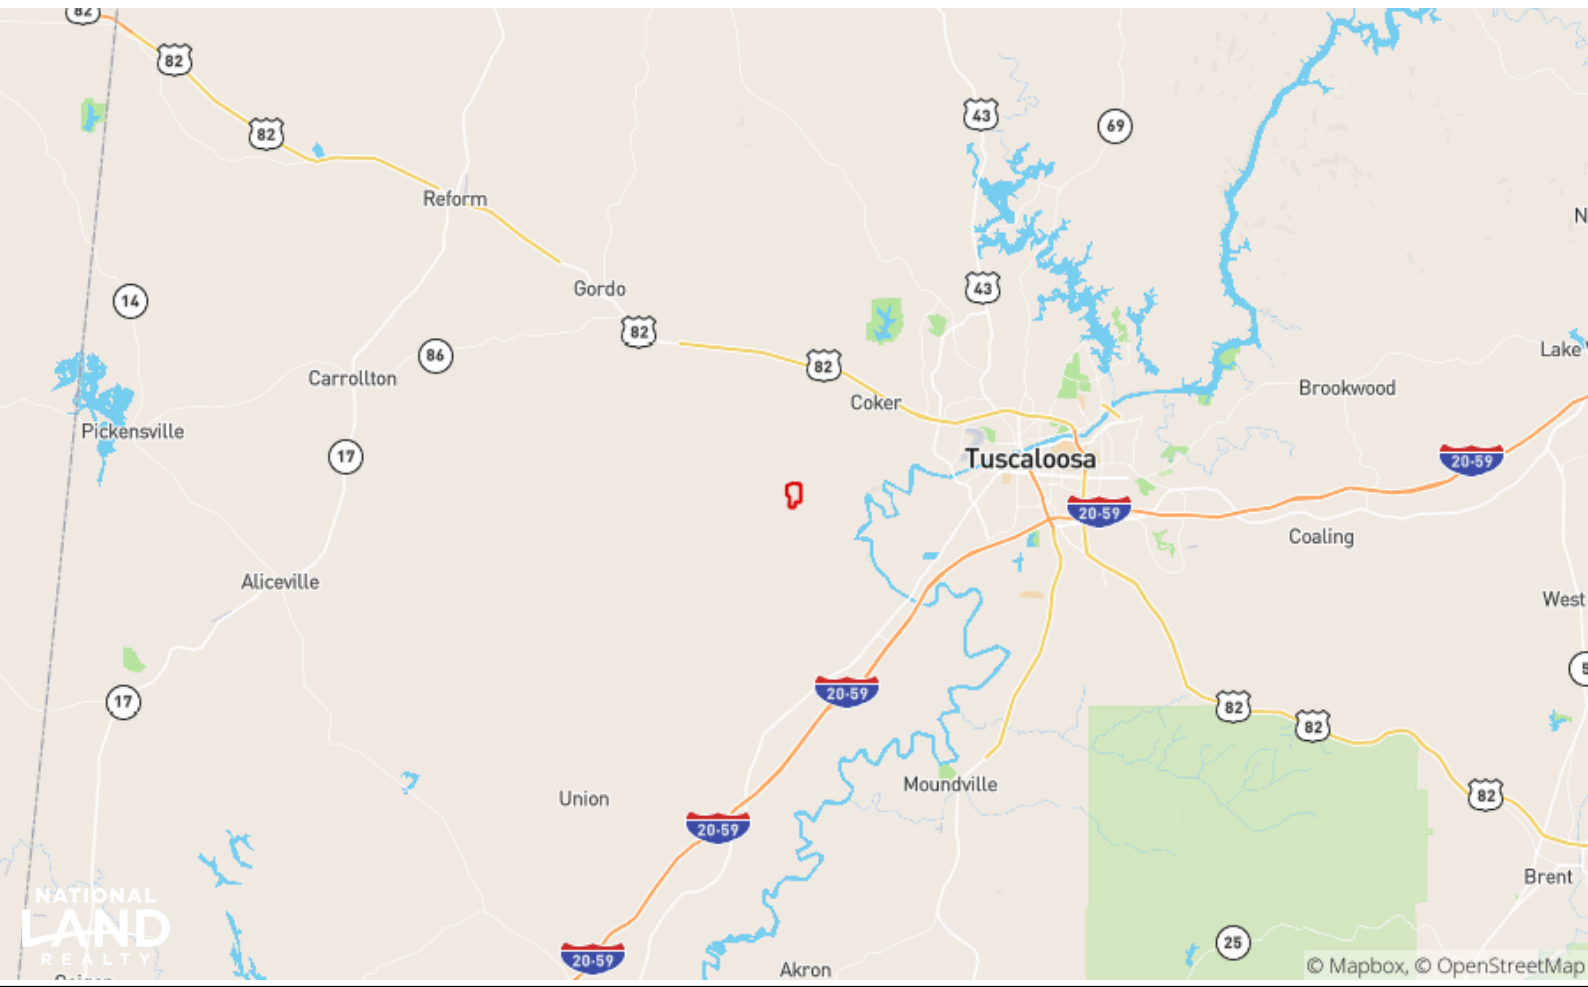 82
82
43
82
69
Reform
N
14
Gordo
43
82
86
82
Lake
Carrollton
Brookwood
Coker
Pickensville
17
Tuscaloosa
20-59
20-59
Coaling
Aliceville
West
5
17
20-59
82
82
Moundville
Union
82
20-59
Brent
NATIONAL
LAND
REALTY
25
20-59
Akron
© Mapbox, © OpenStreetMap